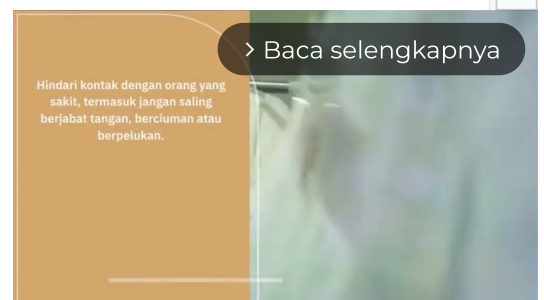 > Baca selengkapnya
Hindari kontak dengan orang yang
sakit, termasuk jangan saling
berjabat tangan, berciuman atau
berpelukan.